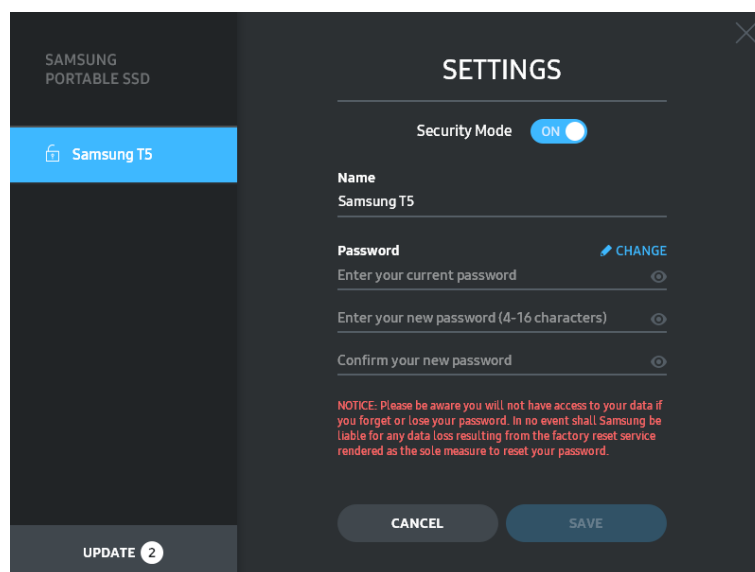 SAMSUNG
PORTABLE SSD
Samsung T5
UPDATE 2
SETTINGS
Security Mode ON
Name
Samsung T5
Password CHANGE
Enter your current password
Enter your new password (4-16 characters)
Confirm your new password
NOTICE: Please be aware you will not have access to your data if
you forget or lose your password. In no event shall Samsung be
liable for any data loss resulting from the factory reset service
rendered as the sole measure to reset your password.
CANCEL SAVE